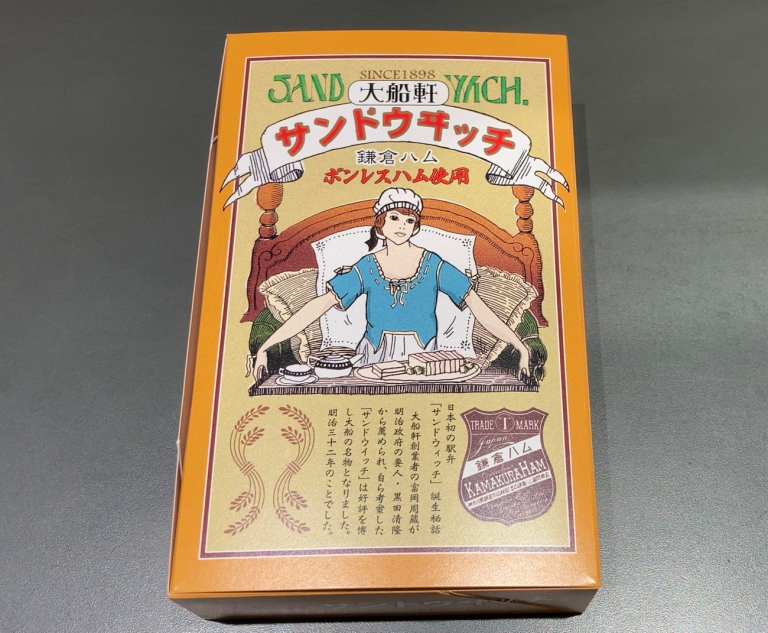 SINCE1898
SANDWYACH.
大船軒
サンドウヰッチ
鎌倉ハム
ボンレスハム使用
日本初の駅弁
「サンドウィッチ」誕生秘話
大船軒創業者の富岡周蔵が
明治政府の要人・黒田清隆
から薦められ、自ら考案した
「サンドウイッチ」は好評を博
し大船の名物となりました。
明治三十二年のことでした。
TRADE T MARK
Japan
鎌倉ハム
KAMAKURA HAM